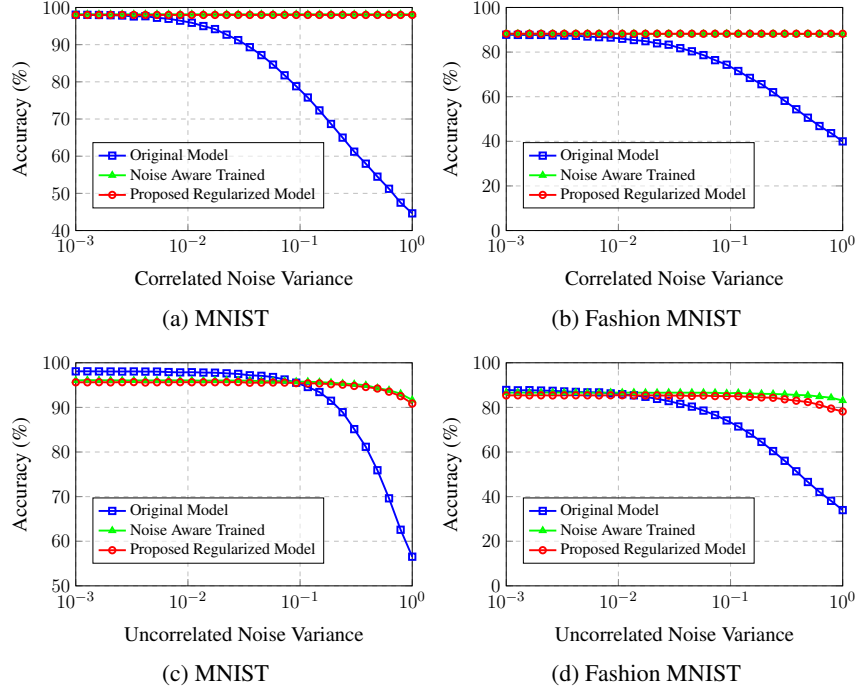 100
90
80
70
60
50
40
Accuracy (%)
Original Model
Noise Aware Trained
Proposed Regularized Model
10^{-3}
10^{-2}
10^{-1}
10^{0}
Correlated Noise Variance
(a) MNIST
100
80
60
40
20
0
Accuracy (%)
Original Model
Noise Aware Trained
Proposed Regularized Model
10^{-3}
10^{-2}
10^{-1}
10^{0}
Correlated Noise Variance
(b) Fashion MNIST
100
90
80
70
60
50
Accuracy (%)
Original Model
Noise Aware Trained
Proposed Regularized Model
10^{-3}
10^{-2}
10^{-1}
10^{0}
Uncorrelated Noise Variance
(c) MNIST
100
80
60
40
20
0
Accuracy (%)
Original Model
Noise Aware Trained
Proposed Regularized Model
10^{-3}
10^{-2}
10^{-1}
10^{0}
Uncorrelated Noise Variance
(d) Fashion MNIST